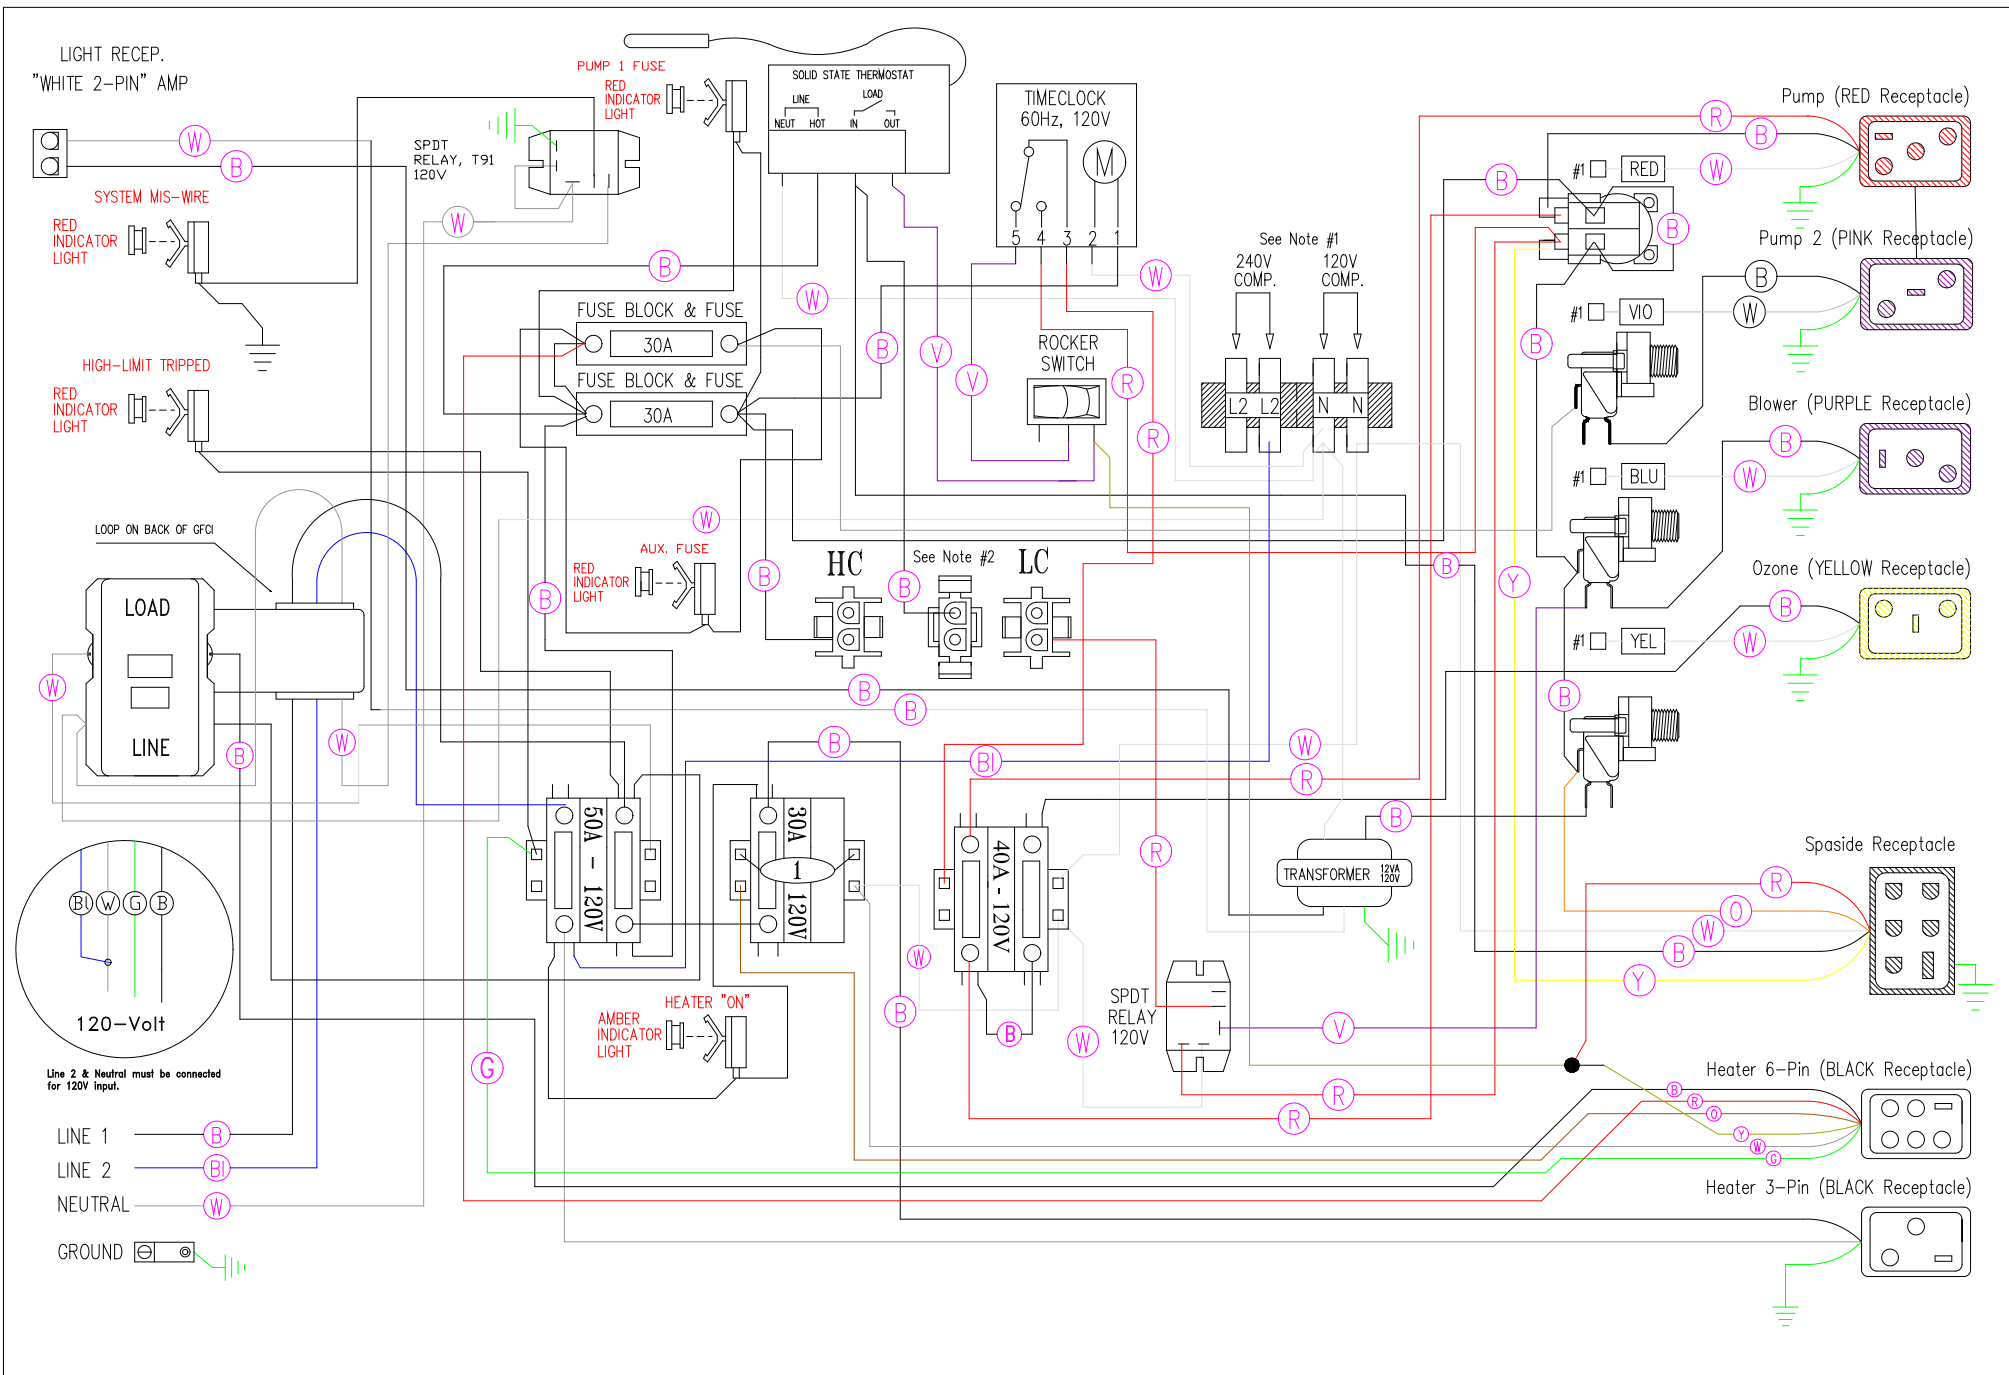 LIGHT RECEP.
"WHITE 2-PIN" AMP
W
B
SYSTEM MIS-WIRE
RED
INDICATOR
LIGHT
HIGH-LIMIT TRIPPED
RED
INDICATOR
LIGHT
SPDT
RELAY, T91
120V
W
PUMP 1 FUSE
RED
INDICATOR
LIGHT
SOLID STATE THERMOSTAT
LINE
LOAD
NEUT HOT IN OUT
B
W
FUSE BLOCK & FUSE
30A
FUSE BLOCK & FUSE
30A
TIMECLOCK
60Hz, 120V
M
5 4 3 2 1
W
B
V
V
R
R
ROCKER
SWITCH
See Note #1
240V
COMP.
120V
COMP.
L2 L2 N N
Pump (RED Receptacle)
R
B
#1 RED W
B
B
Pump 2 (PINK Receptacle)
B
#1 VIO W
B
Blower (PURPLE Receptacle)
B
#1 BLU W
Ozone (YELLOW Receptacle)
B
#1 YEL W
Y
B
B
LOOP ON BACK OF GFCI
LOAD
LINE
W
B
W
W
AUX. FUSE
RED
INDICATOR
LIGHT
B
B
HC
See Note #2
LC
B
B
B
B
Bl
W
R
50A - 120V
30A 120V
1
40A-120V
R
B
TRANSFORMER 12VA
120V
Spaside Receptacle
R
O
W
B
Y
W
B
B
W
SPDT
RELAY
120V
V
R
R
Bl W G B
120-Volt
Line 2 & Neutral must be connected
for 120V input.
HEATER "ON"
AMBER
INDICATOR
LIGHT
G
Heater 6-Pin (BLACK Receptacle)
B
R
O
Y
W
G
Heater 3-Pin (BLACK Receptacle)
LINE 1 B
LINE 2 Bl
NEUTRAL W
GROUND